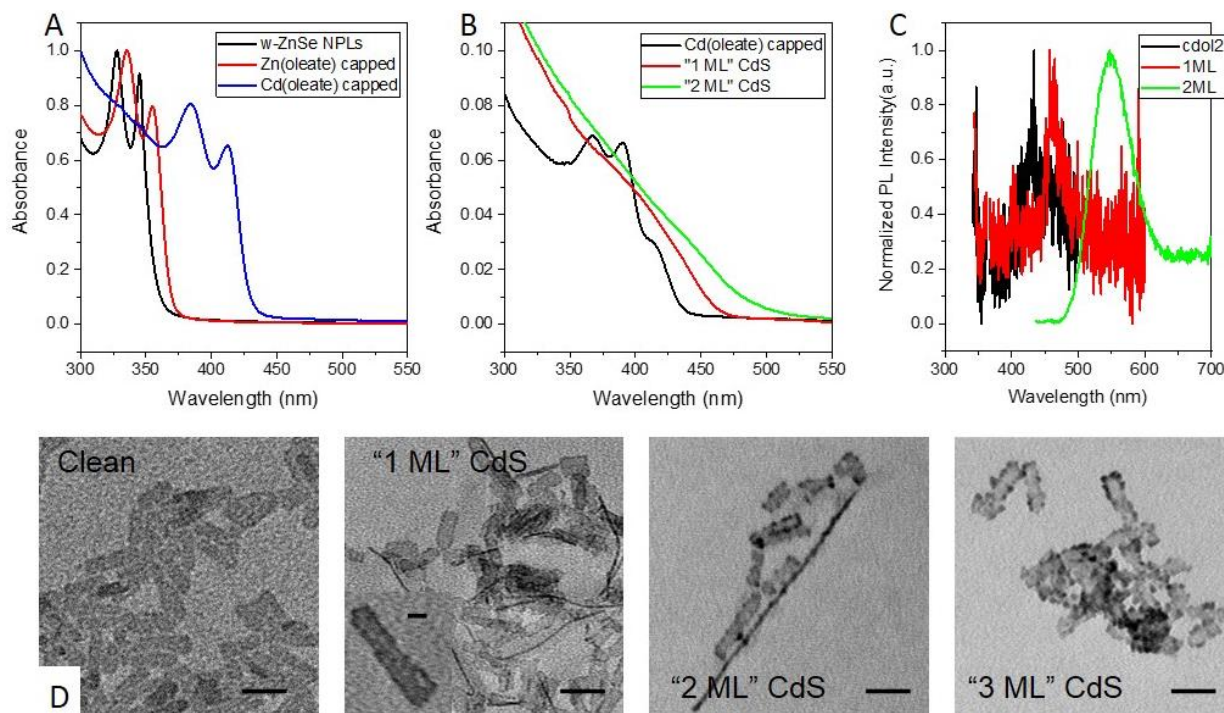 A
w-ZnSe NPLs
Zn(oleate) capped
Cd(oleate) capped
Absorbance
1.0
0.8
0.6
0.4
0.2
0.0
300
350
400
450
500
550
Wavelength (nm)
B
Cd(oleate) capped
"1 ML" CdS
"2 ML" CdS
Absorbance
0.10
0.08
0.06
0.04
0.02
0.00
300
350
400
450
500
550
Wavelength (nm)
C
cdol2
1ML
2ML
Normalized PL Intensity(a.u.)
1.0
0.8
0.6
0.4
0.2
0.0
300
400
500
600
700
Wavelength (nm)
D
Clean
"1 ML" CdS
"2 ML" CdS
"3 ML" CdS